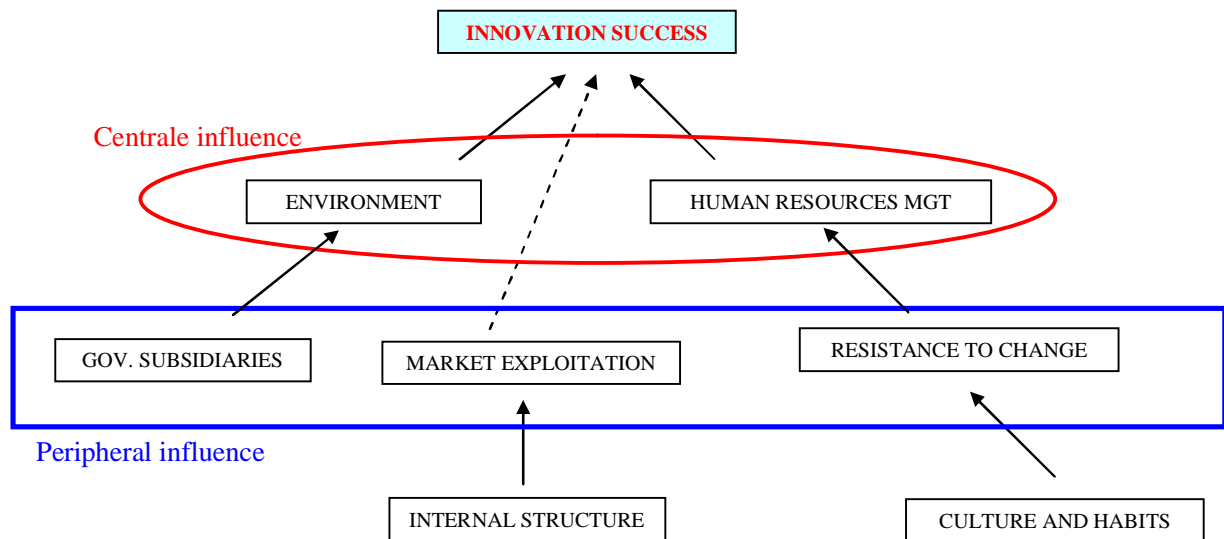 INNOVATION SUCCESS
Centrale influence
ENVIRONMENT
HUMAN RESOURCES MGT
GOV. SUBSIDIARIES
MARKET EXPLOITATION
RESISTANCE TO CHANGE
Peripheral influence
INTERNAL STRUCTURE
CULTURE AND HABITS